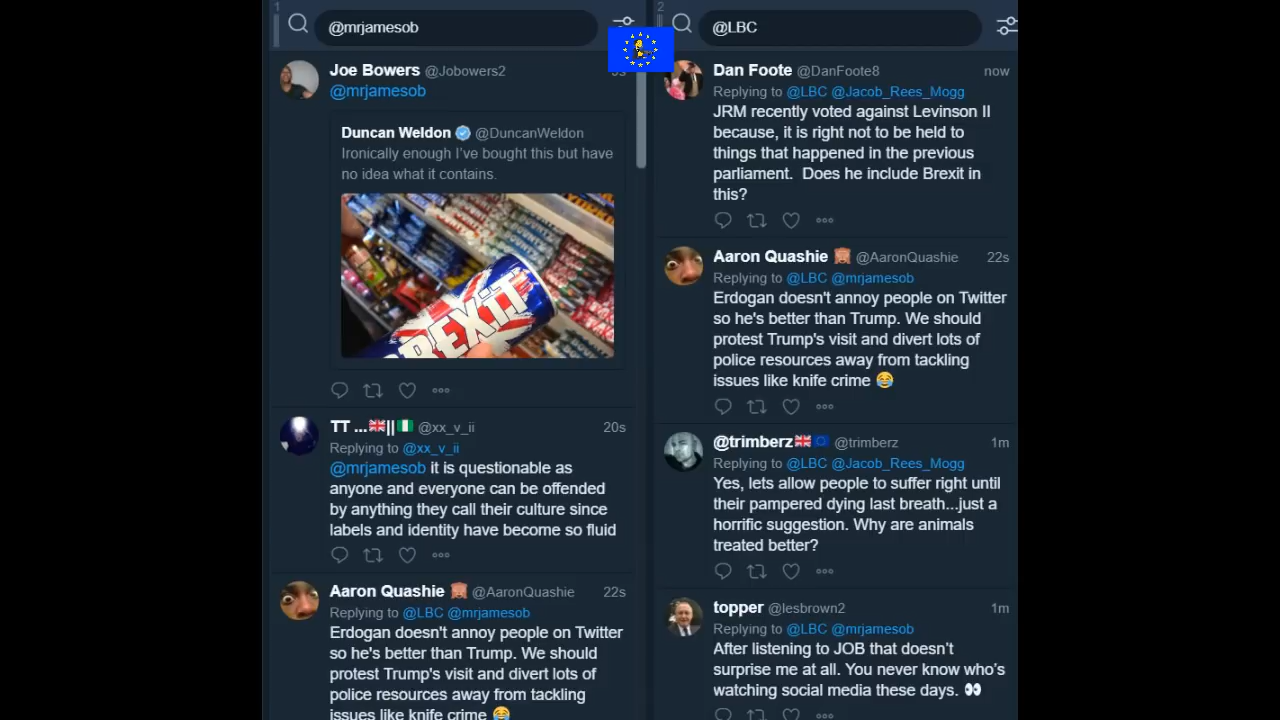 1
@mrjamesob
Joe Bowers @Jobowers2
@mrjamesob
Duncan Weldon @DuncanWeldon
Ironically enough I've bought this but have
no idea what it contains.
BREXIT
TT ...🇬🇧||🇳🇬 @xx_v_ii 20s
Replying to @xx_v_ii
@mrjamesob it is questionable as
anyone and everyone can be offended
by anything they call their culture since
labels and identity have become so fluid
Aaron Quashie 🙈 @AaronQuashie 22s
Replying to @LBC @mrjamesob
Erdogan doesn't annoy people on Twitter
so he's better than Trump. We should
protest Trump's visit and divert lots of
police resources away from tackling
issues like knife crime 😂
2
@LBC
Dan Foote @DanFoote8 now
Replying to @LBC @Jacob_Rees_Mogg
JRM recently voted against Levinson II
because, it is right not to be held to
things that happened in the previous
parliament. Does he include Brexit in
this?
Aaron Quashie 🙈 @AaronQuashie 22s
Replying to @LBC @mrjamesob
Erdogan doesn't annoy people on Twitter
so he's better than Trump. We should
protest Trump's visit and divert lots of
police resources away from tackling
issues like knife crime 😂
@trimberz🇬🇧🇪🇺 @trimberz 1m
Replying to @LBC @Jacob_Rees_Mogg
Yes, lets allow people to suffer right until
their pampered dying last breath...just a
horrific suggestion. Why are animals
treated better?
topper @lesbrown2 1m
Replying to @LBC @mrjamesob
After listening to JOB that doesn't
surprise me at all. You never know who's
watching social media these days. 👀